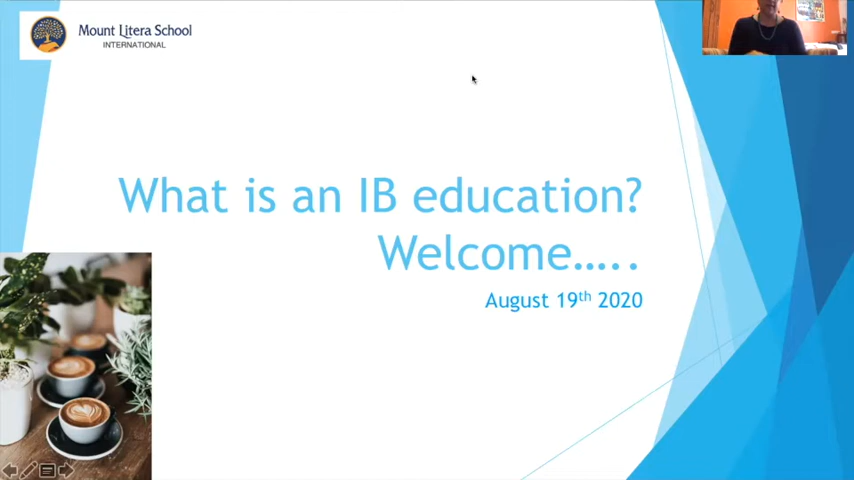 Mount Litera School
INTERNATIONAL
What is an IB education?
Welcome…..
August 19th 2020